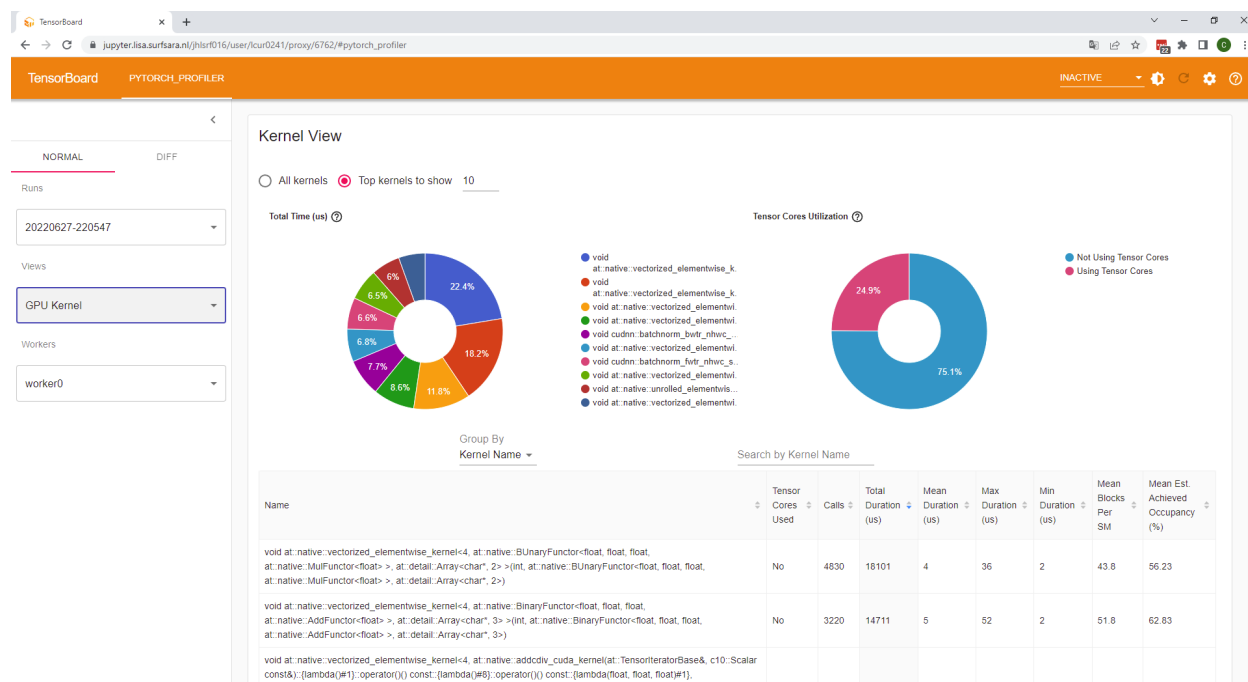 TensorBoard
jupyter.lisa.surfsara.nl/jhlsrf016/user/lcur0241/proxy/6762/#pytorch_profiler
22
C
TensorBoard
PYTORCH_PROFILER
INACTIVE
NORMAL
DIFF
Runs
20220627-220547
Views
GPU Kernel
Workers
worker0
Kernel View
All kernels
Top kernels to show 10
Total Time (us)
22.4%
18.2%
11.8%
8.6%
7.7%
6.8%
6.6%
6.5%
6%
void
at::native::vectorized_elementwise_k.
void
at::native::vectorized_elementwise_k.
void at::native::vectorized_elementwi.
void at::native::vectorized_elementwi.
void cudnn::batchnorm_bwtr_nhwc_...
void at::native::vectorized_elementwi.
void cudnn::batchnorm_fwtr_nhwc_s..
void at::native::vectorized_elementwi.
void at::native::unrolled_elementwis...
void at::native::vectorized_elementwi.
Tensor Cores Utilization
24.9%
75.1%
Not Using Tensor Cores
Using Tensor Cores
Group By
Kernel Name
Search by Kernel Name
Name
Tensor Cores Used
Calls
Total Duration (us)
Mean Duration (us)
Max Duration (us)
Min Duration (us)
Mean Blocks Per SM
Mean Est. Achieved Occupancy (%)
void at::native::vectorized_elementwise_kernel<4, at::native::BUnaryFunctor<float, float, float,
at::native::MulFunctor<float> >, at::detail::Array<char*, 2> >(int, at::native::BUnaryFunctor<float, float, float,
at::native::MulFunctor<float> >, at::detail::Array<char*, 2>)
No 4830 18101 4 36 2 43.8 56.23
void at::native::vectorized_elementwise_kernel<4, at::native::BinaryFunctor<float, float, float,
at::native::AddFunctor<float> >, at::detail::Array<char*, 3> >(int, at::native::BinaryFunctor<float, float, float,
at::native::AddFunctor<float> >, at::detail::Array<char*, 3>)
No 3220 14711 5 52 2 51.8 62.83
void at::native::vectorized_elementwise_kernel<4, at::native::addcdiv_cuda_kernel(at::TensorIteratorBase&, c10::Scalar
const&)::{lambda()#1}::operator()() const::{lambda()#8}::operator()() const::{lambda(float, float, float)#1},